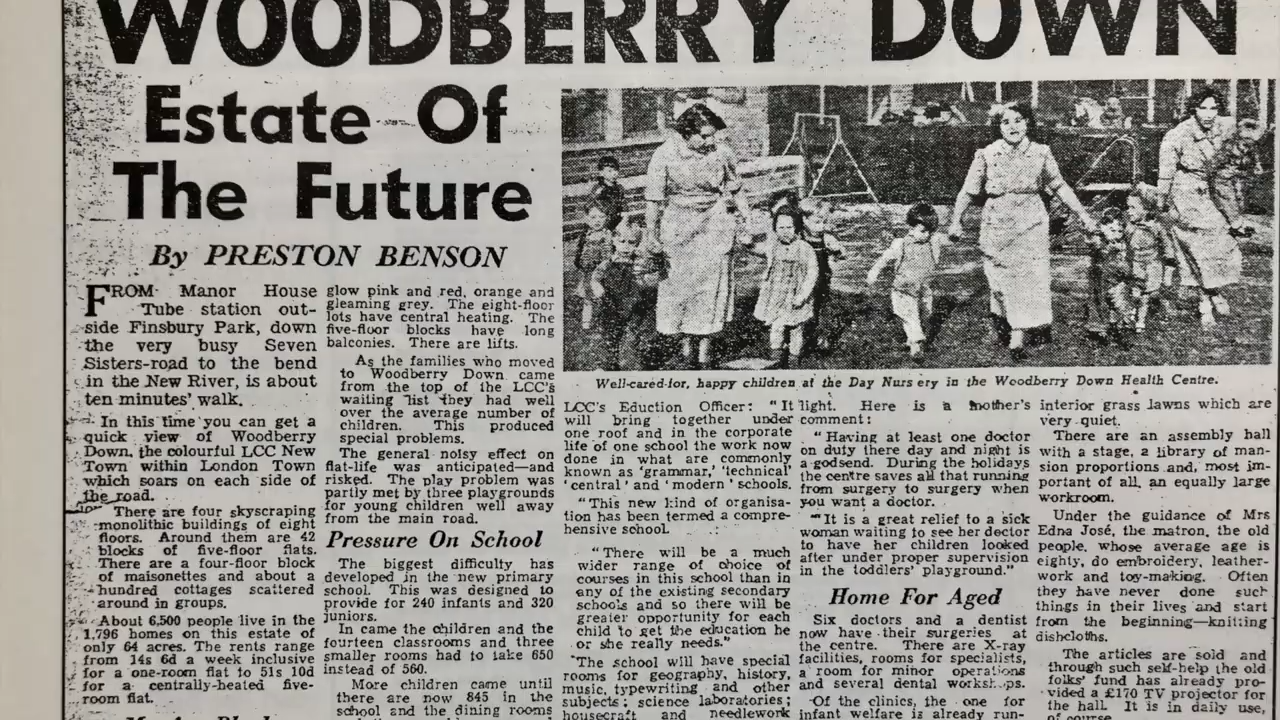 WOODBERRY DOWN
Estate Of
The Future
By PRESTON BENSON
FROM Manor House
Tube station out-
side Finsbury Park, down
the very busy Seven
Sisters-road to the bend
in the New River, is about
ten minutes' walk.
In this time you can get a
quick view of Woodberry
Down, the colourful LCC New
Town within London Town
which soars on each side of
the road.
There are four skyscraping
monolithic buildings of eight
floors. Around them are 42
blocks of five-floor flats.
There are a four-floor block
of maisonettes and about a
hundred cottages scattered
around in groups.
About 6,500 people live in the
1,796 homes on this estate of
only 64 acres. The rents range
from 14s 6d a week inclusive
for a one-room flat to 51s 10d
for a centrally-heated five-
room flat.
glow pink and red, orange and
gleaming grey. The eight-floor
lots have central heating. The
five-floor blocks have long
balconies. There are lifts.
As the families who moved
to Woodberry Down came
from the top of the LCC's
waiting list they had well
over the average number of
children. This produced
special problems.
The general noisy effect on
flat-life was anticipated—and
risked. The play problem was
partly met by three playgrounds
for young children well away
from the main road.
Pressure On School
The biggest difficulty has
developed in the new primary
school. This was designed to
provide for 240 infants and 320
juniors.
In came the children and the
fourteen classrooms and three
smaller rooms had to take 650
instead of 560.
More children came until
there are now 845 in the
school and the dining rooms
Well-cared-for, happy children at the Day Nursery in the Woodberry Down Health Centre.
LCC's Eduction Officer: "It
will bring together under
one roof and in the corporate
life of one school the work now
done in what are commonly
known as 'grammar,' 'technical'
'central' and 'modern' schools.
"This new kind of organisa-
tion has been termed a compre-
hensive school.
"There will be a much
wider range of choice of
courses in this school than in
any of the existing secondary
schools and so there will be
greater opportunity for each
child to get the education he
or she really needs."
"The school will have special
rooms for geography, history,
music, typewriting and other
subjects; science laboratories;
housecraft and needlework
light. Here is a mother's
comment:
"Having at least one doctor
on duty there day and night is
a godsend. During the holidays
the centre saves all that running
from surgery to surgery when
you want a doctor.
"It is a great relief to a sick
woman waiting to see her doctor
to have her children looked
after under proper supervision
in the toddlers' playground."
Home For Aged
Six doctors and a dentist
now have their surgeries at
the centre. There are X-ray
facilities, rooms for specialists,
a room for minor operations
and several dental workshops.
Of the clinics, the one for
infant welfare is already run-
interior grass lawns which are
very quiet.
There are an assembly hall
with a stage, a library of man-
sion proportions and, most im-
portant of all, an equally large
workroom.
Under the guidance of Mrs
Edna José, the matron, the old
people, whose average age is
eighty, do embroidery, leather-
work and toy-making. Often
they have never done such
things in their lives and start
from the beginning—knitting
dishcloths.
The articles are sold and
through such self-help the old
folks' fund has already pro-
vided a £170 TV projector for
the hall. It is in daily use,
of course.